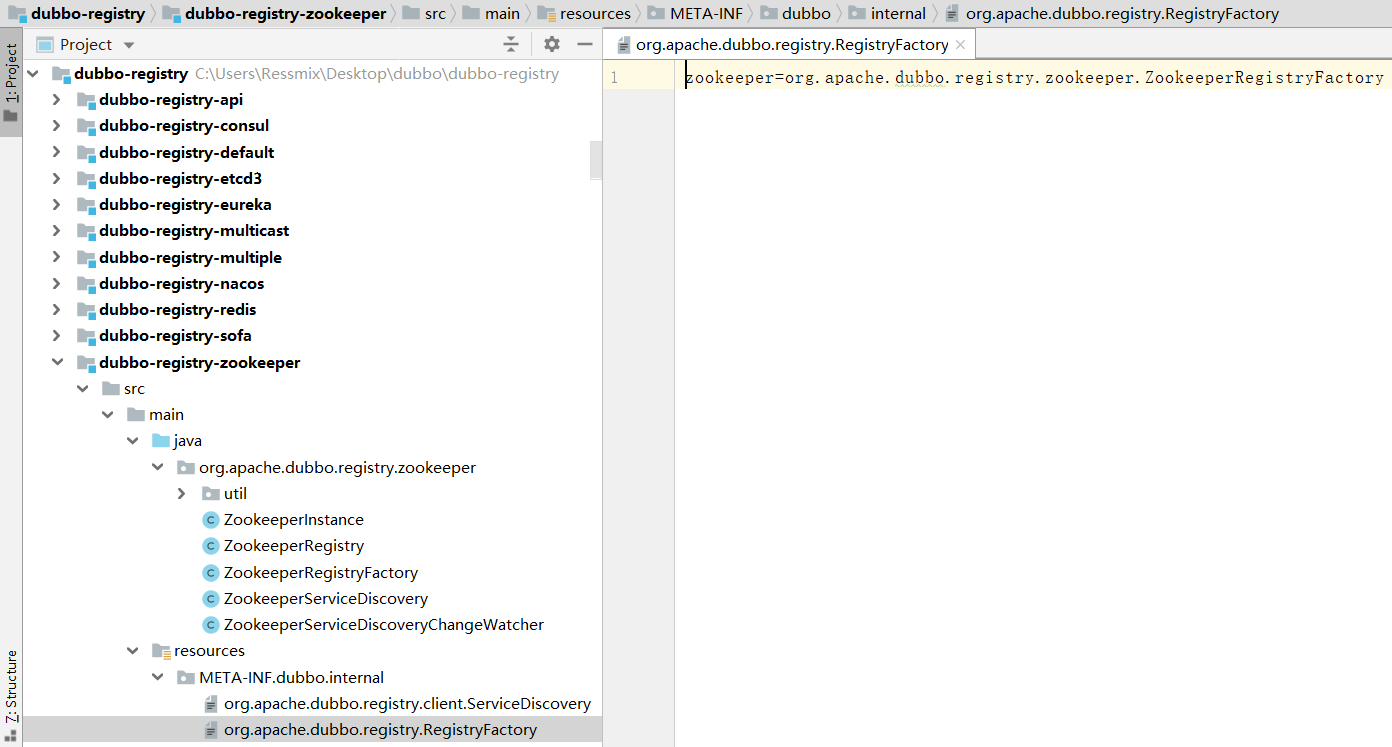 dubbo-registry dubbo-registry-zookeeper src main resources META-INF dubbo internal org.apache.dubbo.registry.RegistryFactory
Project
org.apache.dubbo.registry.RegistryFactory
1: Project
dubbo-registry C:\Users\Ressmix\Desktop\dubbo\dubbo-registry
dubbo-registry-api
dubbo-registry-consul
dubbo-registry-default
dubbo-registry-etcd3
dubbo-registry-eureka
dubbo-registry-multicast
dubbo-registry-multiple
dubbo-registry-nacos
dubbo-registry-redis
dubbo-registry-sofa
dubbo-registry-zookeeper
src
main
java
org.apache.dubbo.registry.zookeeper
util
ZookeeperInstance
ZookeeperRegistry
ZookeeperRegistryFactory
ZookeeperServiceDiscovery
ZookeeperServiceDiscoveryChangeWatcher
resources
META-INF.dubbo.internal
org.apache.dubbo.registry.client.ServiceDiscovery
org.apache.dubbo.registry.RegistryFactory
7: Structure
1 zookeeper=org.apache.dubbo.registry.zookeeper.ZookeeperRegistryFactory